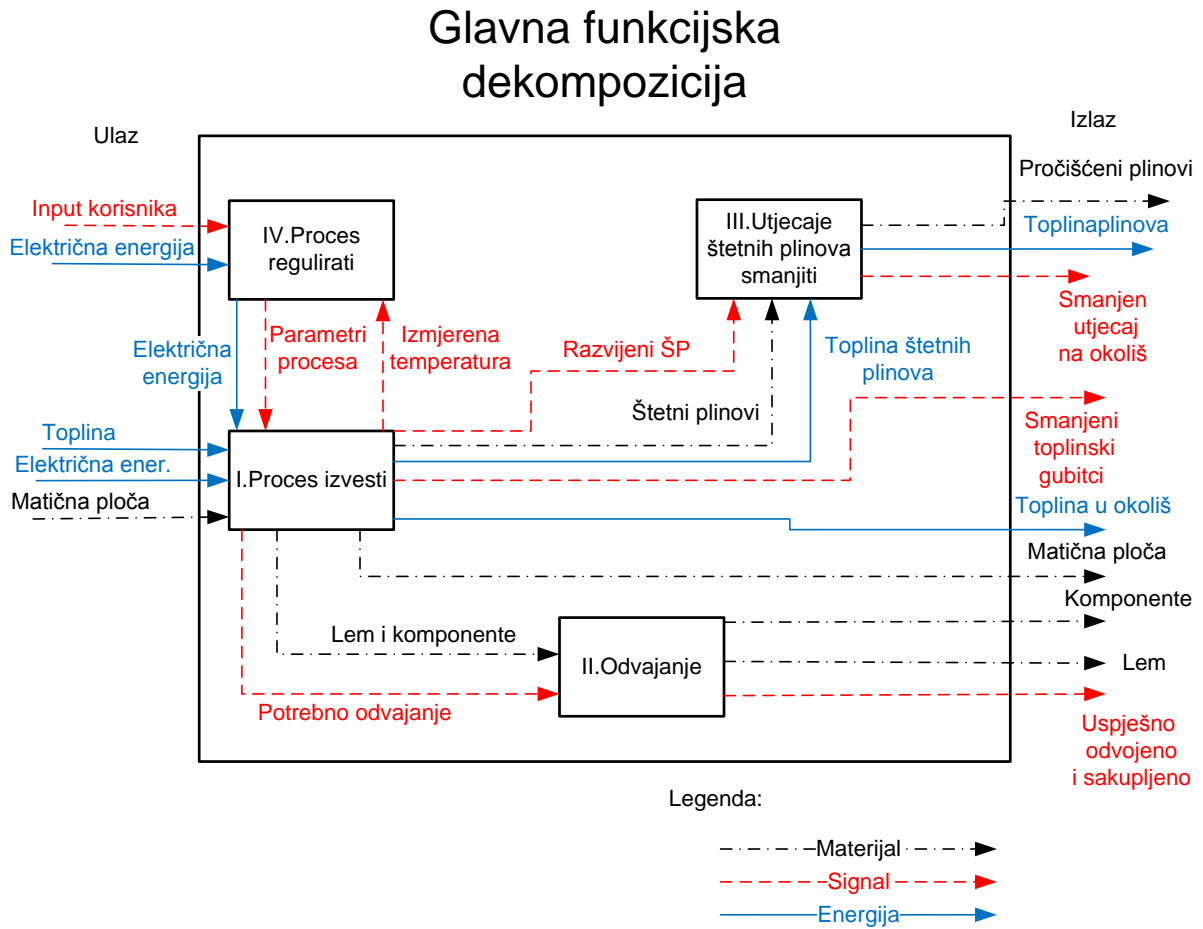 Glavna funkcijska
dekompozicija
Ulaz
Izlaz
Input korisnika
Električna energija
IV.Proces
regulirati
III.Utjecaje
štetnih plinova
smanjiti
Pročišćeni plinovi
Toplinaplinova
Smanjen
utjecaj
na okoliš
Električna
energija
Parametri
procesa
Izmjerena
temperatura
Razvijeni ŠP
Štetni plinovi
Toplina štetnih
plinova
Toplina
Električna ener.
Matična ploča
I.Proces izvesti
Smanjeni
toplinski
gubitci
Toplina u okoliš
Matična ploča
Komponente
Lem i komponente
Potrebno odvajanje
II.Odvajanje
Lem
Uspješno
odvojeno
i sakupljeno
Legenda:
Materijal
Signal
Energija